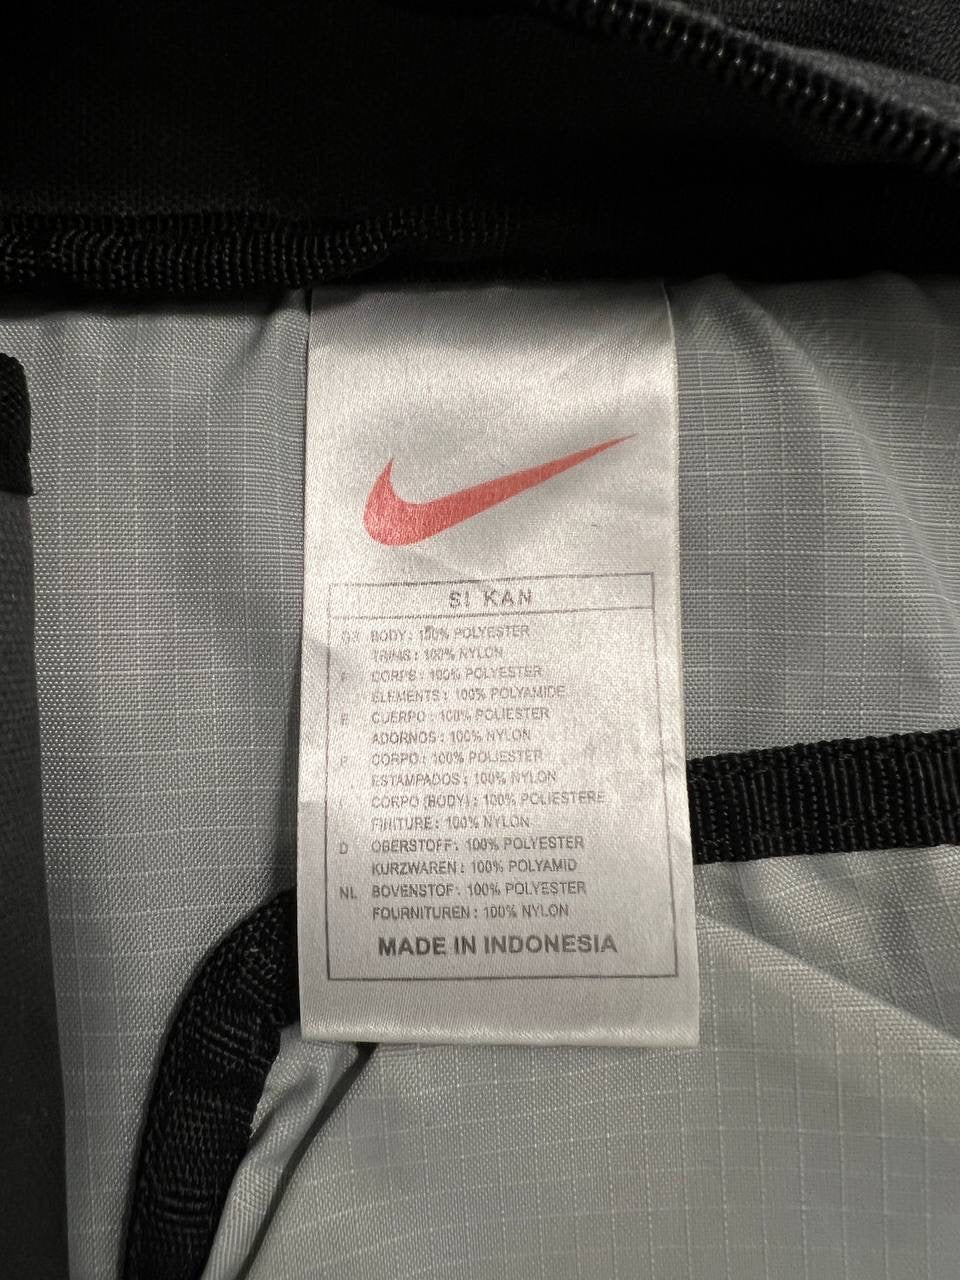 SI KAN
GB BODY: 100% POLYESTER
TRIMS: 100% NYLON
F CORPS: 100% POLYESTER
ELEMENTS: 100% POLYAMIDE
E CUERPO: 100% POLIESTER
ADORNOS: 100% NYLON
P CORPO: 100% POLIESTER
ESTAMPADOS: 100% NYLON
CORPO (BODY): 100% POLIESTERE
FINITURE: 100% NYLON
D OBERSTOFF: 100% POLYESTER
KURZWAREN: 100% POLYAMID
NL BOVENSTOF: 100% POLYESTER
FOURNITUREN: 100% NYLON
MADE IN INDONESIA